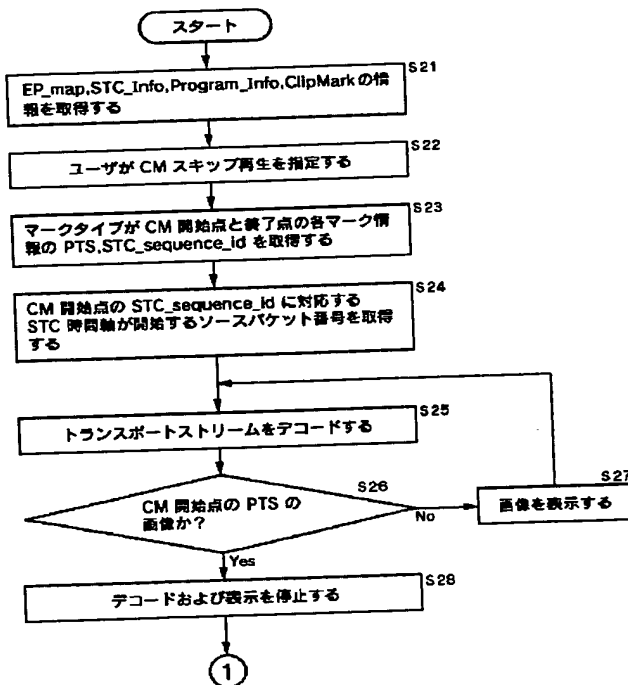 スタート
S21
EP_map,STC_Info,Program_Info,ClipMarkの情
報を取得する
S22
ユーザが CM スキップ再生を指定する
S23
マークタイプが CM 開始点と終了点の各マーク情
報の PTS,STC_sequence_id を取得する
S24
CM 開始点の STC_sequence_id に対応する
STC 時間軸が開始するソースパケット番号を取得
する
S25
トランスポートストリームをデコードする
S26
CM 開始点の PTS の
画像か?
No
S27
画像を表示する
Yes
S28
デコードおよび表示を停止する
1